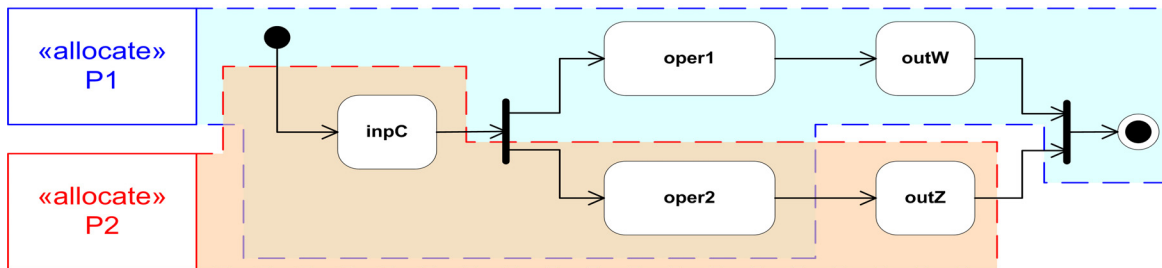 «allocate»
P1
oper1
outW
inpC
«allocate»
P2
oper2
outZ